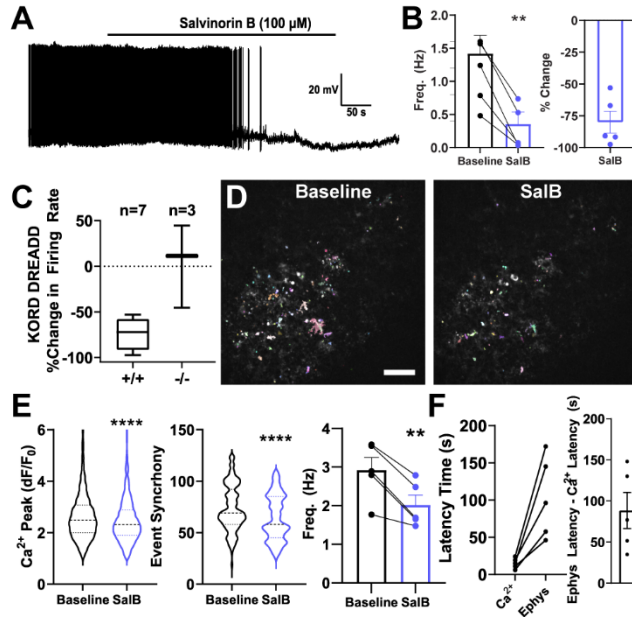 A
Salvinorin B (100 µM)
20 mV
50 s
B
**
Freq. (Hz)
2.0
1.5
1.0
0.5
0.0
Baseline SalB
% Change
0
-25
-50
-75
-100
SalB
C
n=7 n=3
KORD DREADD
%Change in Firing Rate
50
0
-50
-100
+/+ -/-
D
Baseline
SalB
E
****
Ca2+ Peak (dF/F0)
6
4
2
0
Baseline SalB
****
Event Syncrhony
150
100
50
0
Baseline SalB
**
Freq. (Hz)
4
3
2
1
0
Baseline SalB
F
Latency Time (s)
200
150
100
50
0
Ca2+ Ephys
Ephys Latency - Ca2+ Latency (s)
200
150
100
50
0